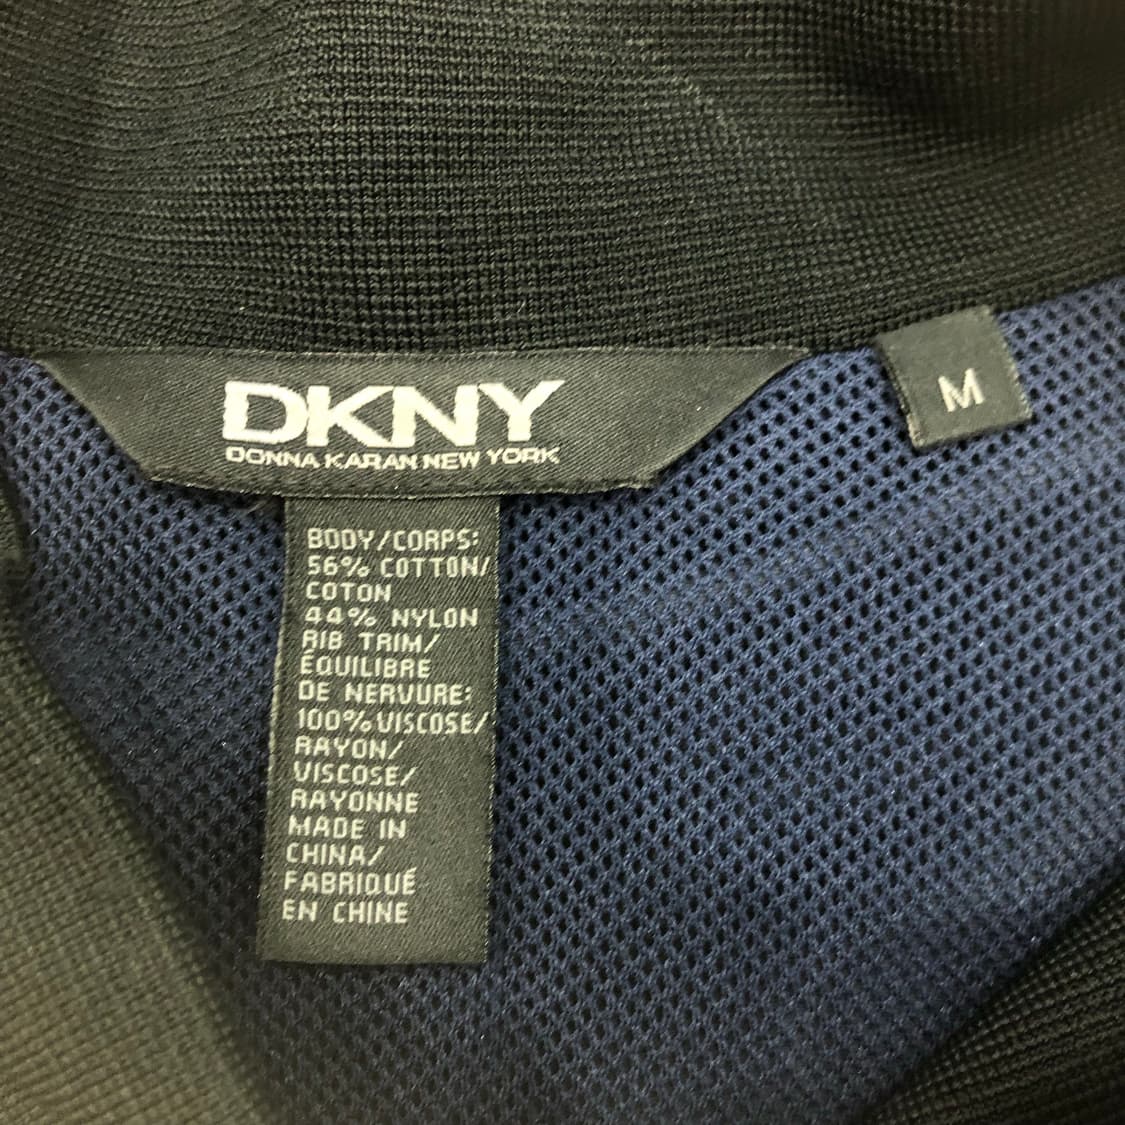 DKNY
DONNA KARAN NEW YORK
M
BODY/CORPS:
56% COTTON/
COTON
44% NYLON
RIB TRIM/
ÉQUILIBRE
DE NERVURE:
100% VISCOSE/
RAYON/
VISCOSE/
RAYONNE
MADE IN
CHINA/
FABRIQUÉ
EN CHINE